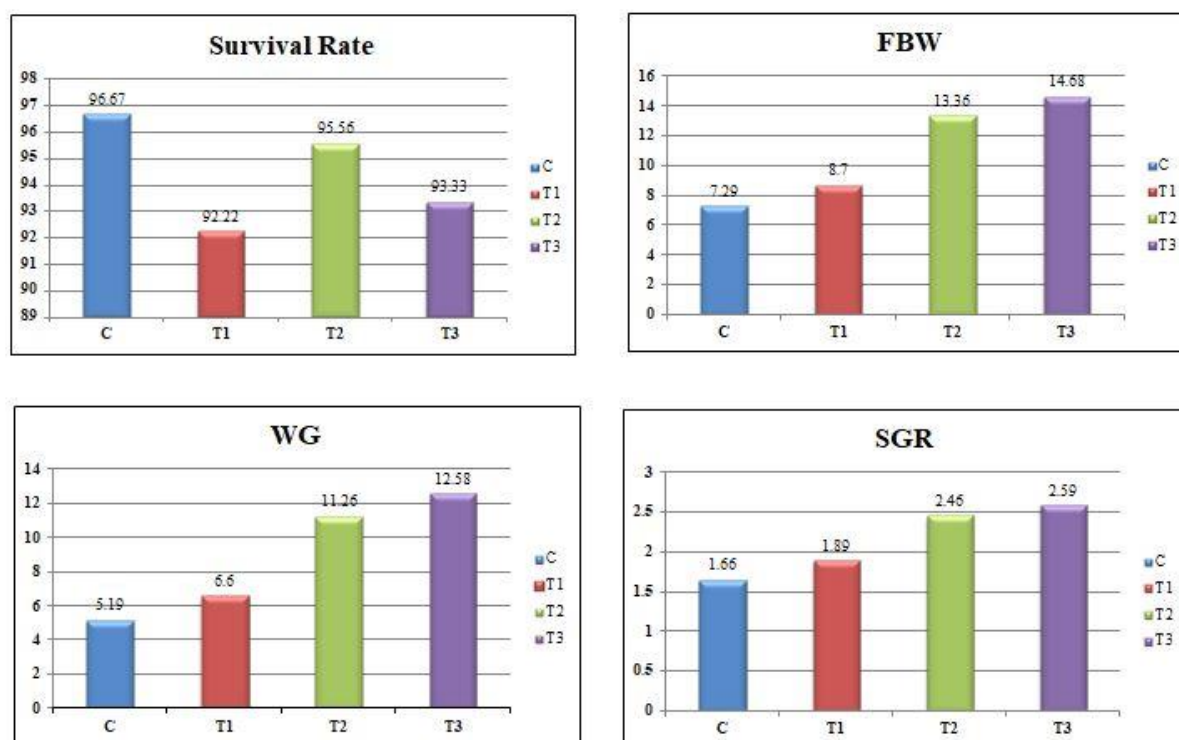 Survival Rate
98
97
96
95
94
93
92
91
90
89
96.67
92.22
95.56
93.33
C
T1
T2
T3
C
T1
T2
T3
FBW
16
14
12
10
8
6
4
2
0
7.29
8.7
13.36
14.68
C
T1
T2
T3
C
T1
T2
T3
WG
14
12
10
8
6
4
2
0
5.19
6.6
11.26
12.58
C
T1
T2
T3
C
T1
T2
T3
SGR
3
2.5
2
1.5
1
0.5
0
1.66
1.89
2.46
2.59
C
T1
T2
T3
C
T1
T2
T3